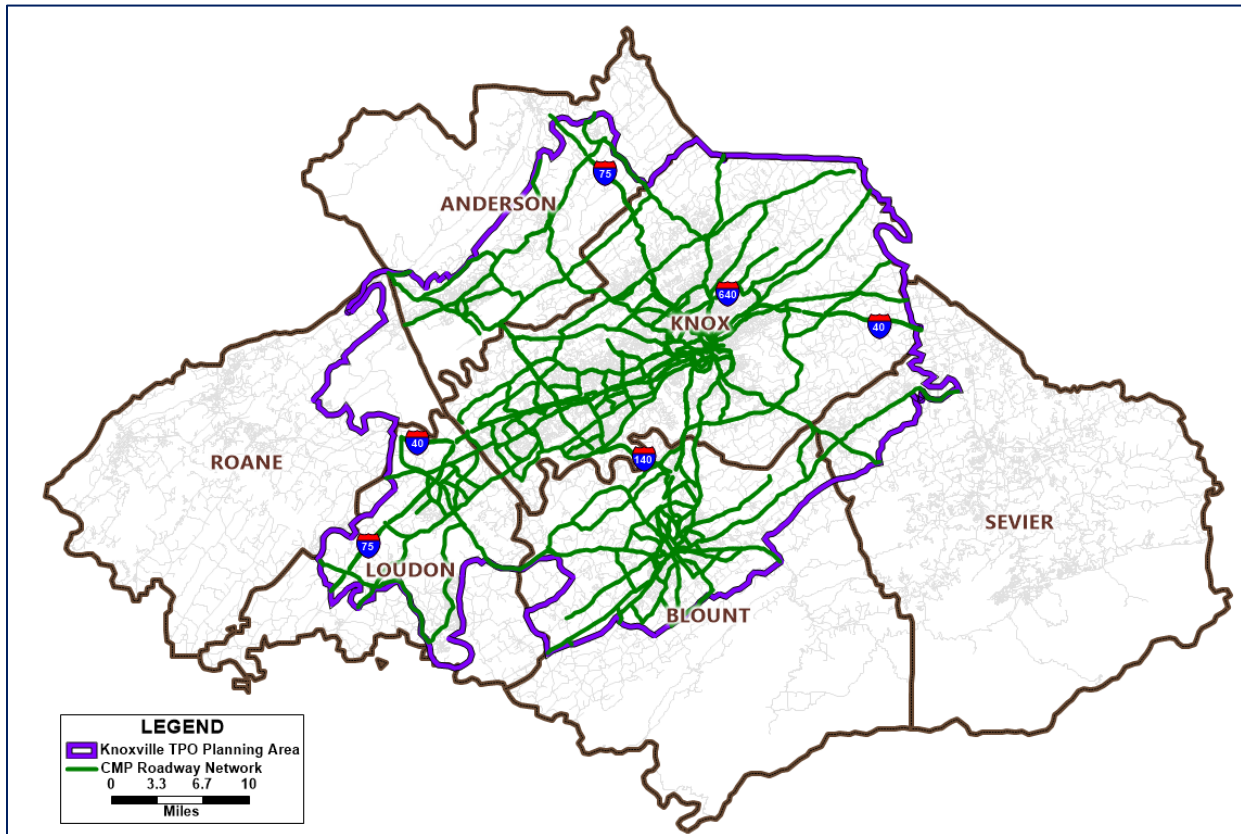 75
ANDERSON
640
KNOX
40
40
ROANE
140
SEVIER
75
LOUDON
BLOUNT
LEGEND
Knoxville TPO Planning Area
CMP Roadway Network
0 3.3 6.7 10
Miles